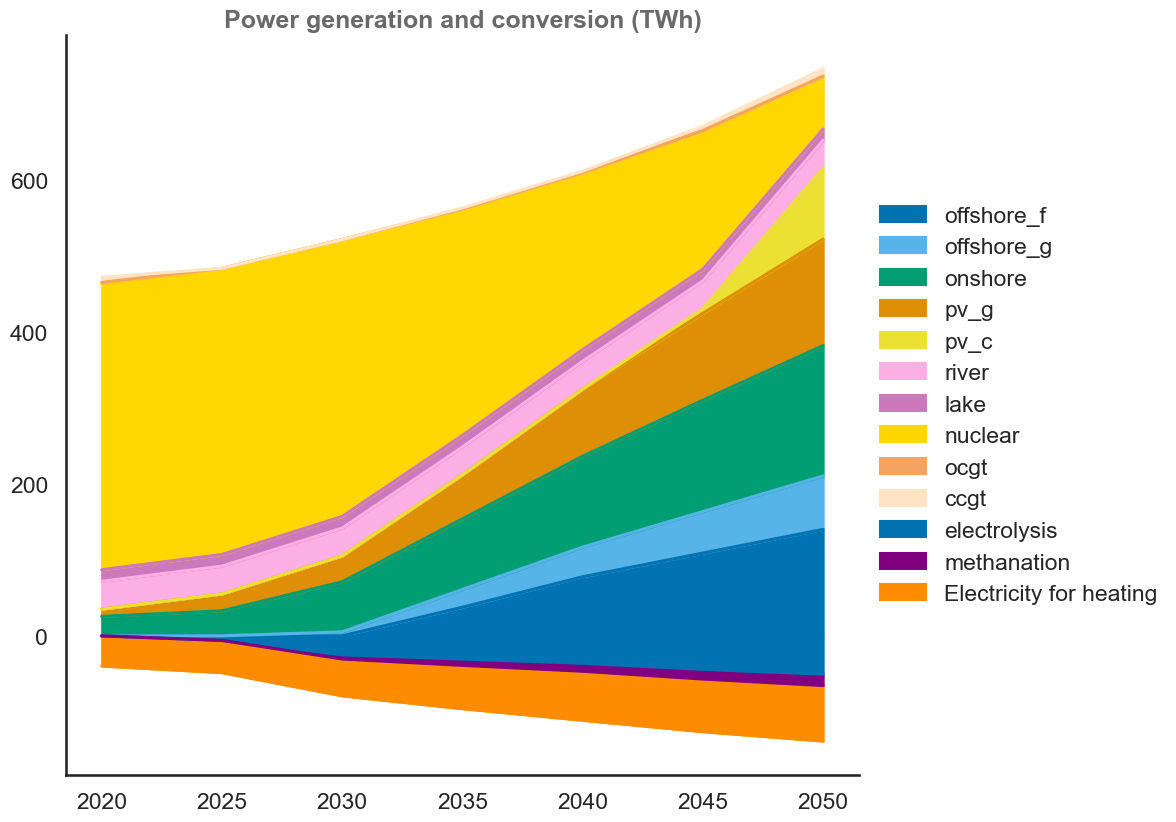 Power generation and conversion (TWh)
600
400
200
0
2020 2025 2030 2035 2040 2045 2050
offshore_f
offshore_g
onshore
pv_g
pv_c
river
lake
nuclear
ocgt
ccgt
electrolysis
methanation
Electricity for heating